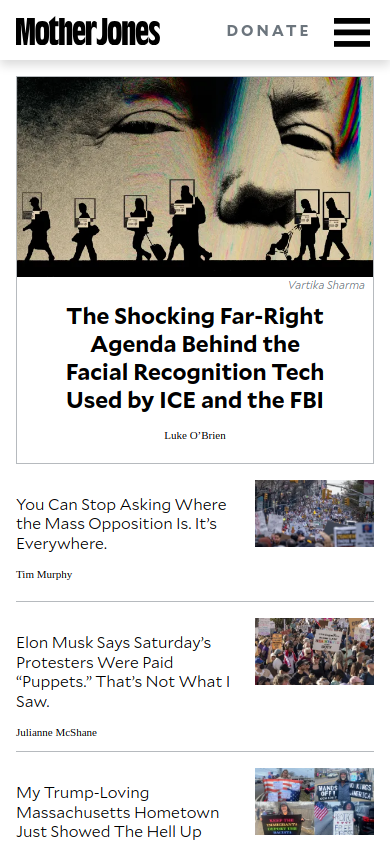 Mother Jones
DONATE
Vartika Sharma
The Shocking Far-Right
Agenda Behind the
Facial Recognition Tech
Used by ICE and the FBI
Luke O’Brien
You Can Stop Asking Where
the Mass Opposition Is. It’s
Everywhere.
Tim Murphy
Elon Musk Says Saturday’s
Protesters Were Paid
“Puppets.” That’s Not What I
Saw.
Julianne McShane
My Trump-Loving
Massachusetts Hometown
Just Showed The Hell Up
HANDS
OFF!